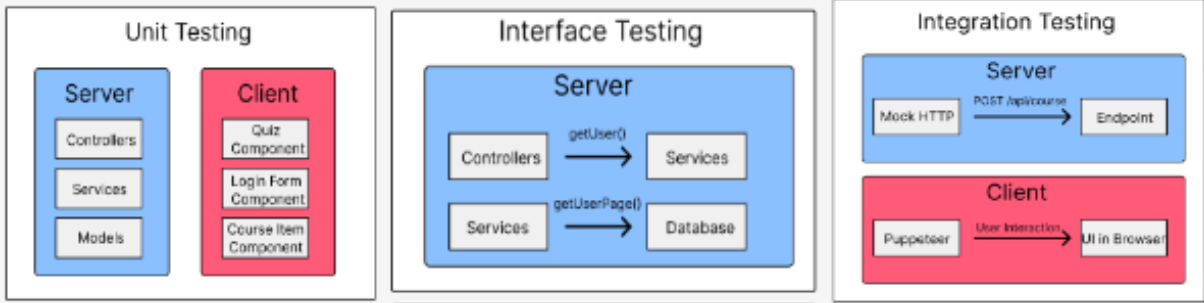 Unit Testing
Server
Controllers
Services
Models
Client
Quiz
Component
Login Form
Component
Course Item
Component
Interface Testing
Server
Controllers
getUser()
Services
Services
getUserPage()
Database
Integration Testing
Server
Mock HTTP
POST /api/course
Endpoint
Client
Puppeteer
User Interaction
UI in Browser